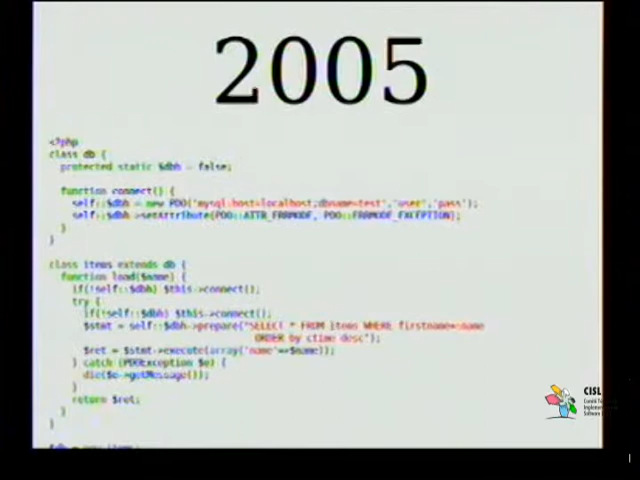 2005
<?php
class db {
protected static $dbh = false;
function connect() {
self::$dbh = new PDO('mysql:host=localhost;dbname=test','user','pass');
self::$dbh->setAttribute(PDO::ATTR_ERRMODE, PDO::ERRMODE_EXCEPTION);
}
}
class items extends db {
function load($name) {
if(!self::$dbh) $this->connect();
try {
if(!self::$dbh) $this->connect();
$stmt = self::$dbh->prepare("SELECT * FROM items WHERE firstname=:name
ORDER by ctime desc");
$ret = $stmt->execute(array('name'=>$name));
} catch (PDOException $e) {
die($e->getMessage());
}
return $ret;
}
}
CISL